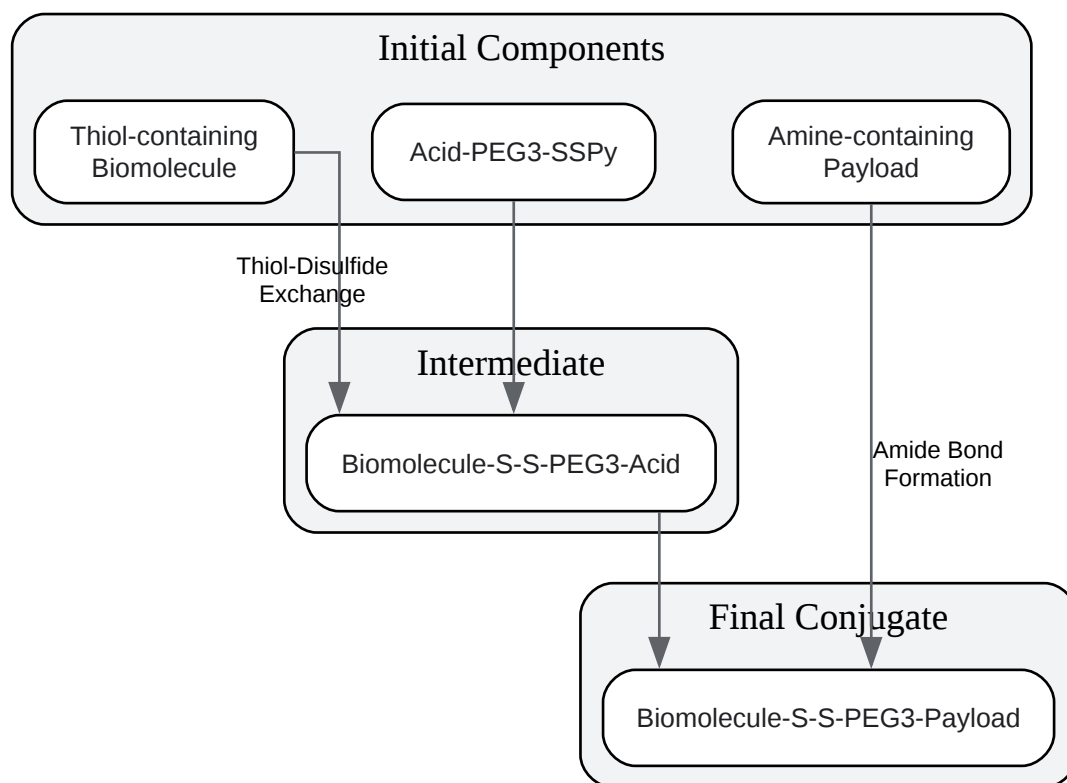 Initial Components
Thiol-containing
Biomolecule
Acid-PEG3-SSPy
Amine-containing
Payload
Thiol-Disulfide
Exchange
Intermediate
Biomolecule-S-S-PEG3-Acid
Amide Bond
Formation
Final Conjugate
Biomolecule-S-S-PEG3-Payload